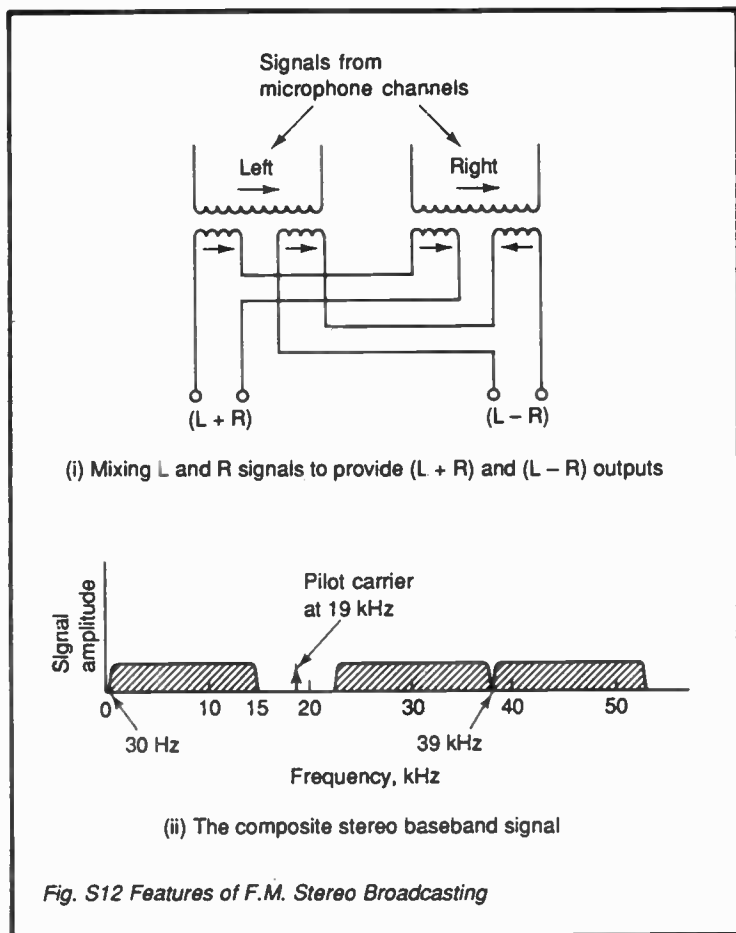 Signals from
microphone channels
Left
Right
(L + R)
(L – R)
(i) Mixing L and R signals to provide (L + R) and (L – R) outputs
Signal
amplitude
Pilot carrier
at 19 kHz
0 10 15 20 30 40 50
30 Hz
39 kHz
Frequency, kHz
(ii) The composite stereo baseband signal
Fig. S12 Features of F.M. Stereo Broadcasting